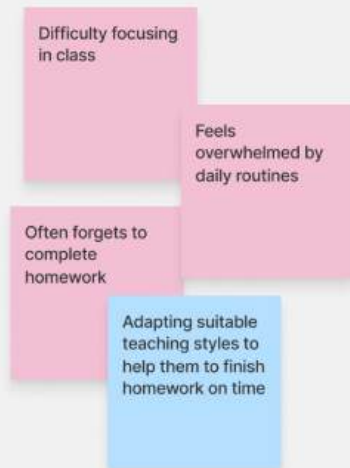 Difficulty focusing
in class
Feels
overwhelmed by
daily routines
Often forgets to
complete
homework
Adapting suitable
teaching styles to
help them to finish
homework on time